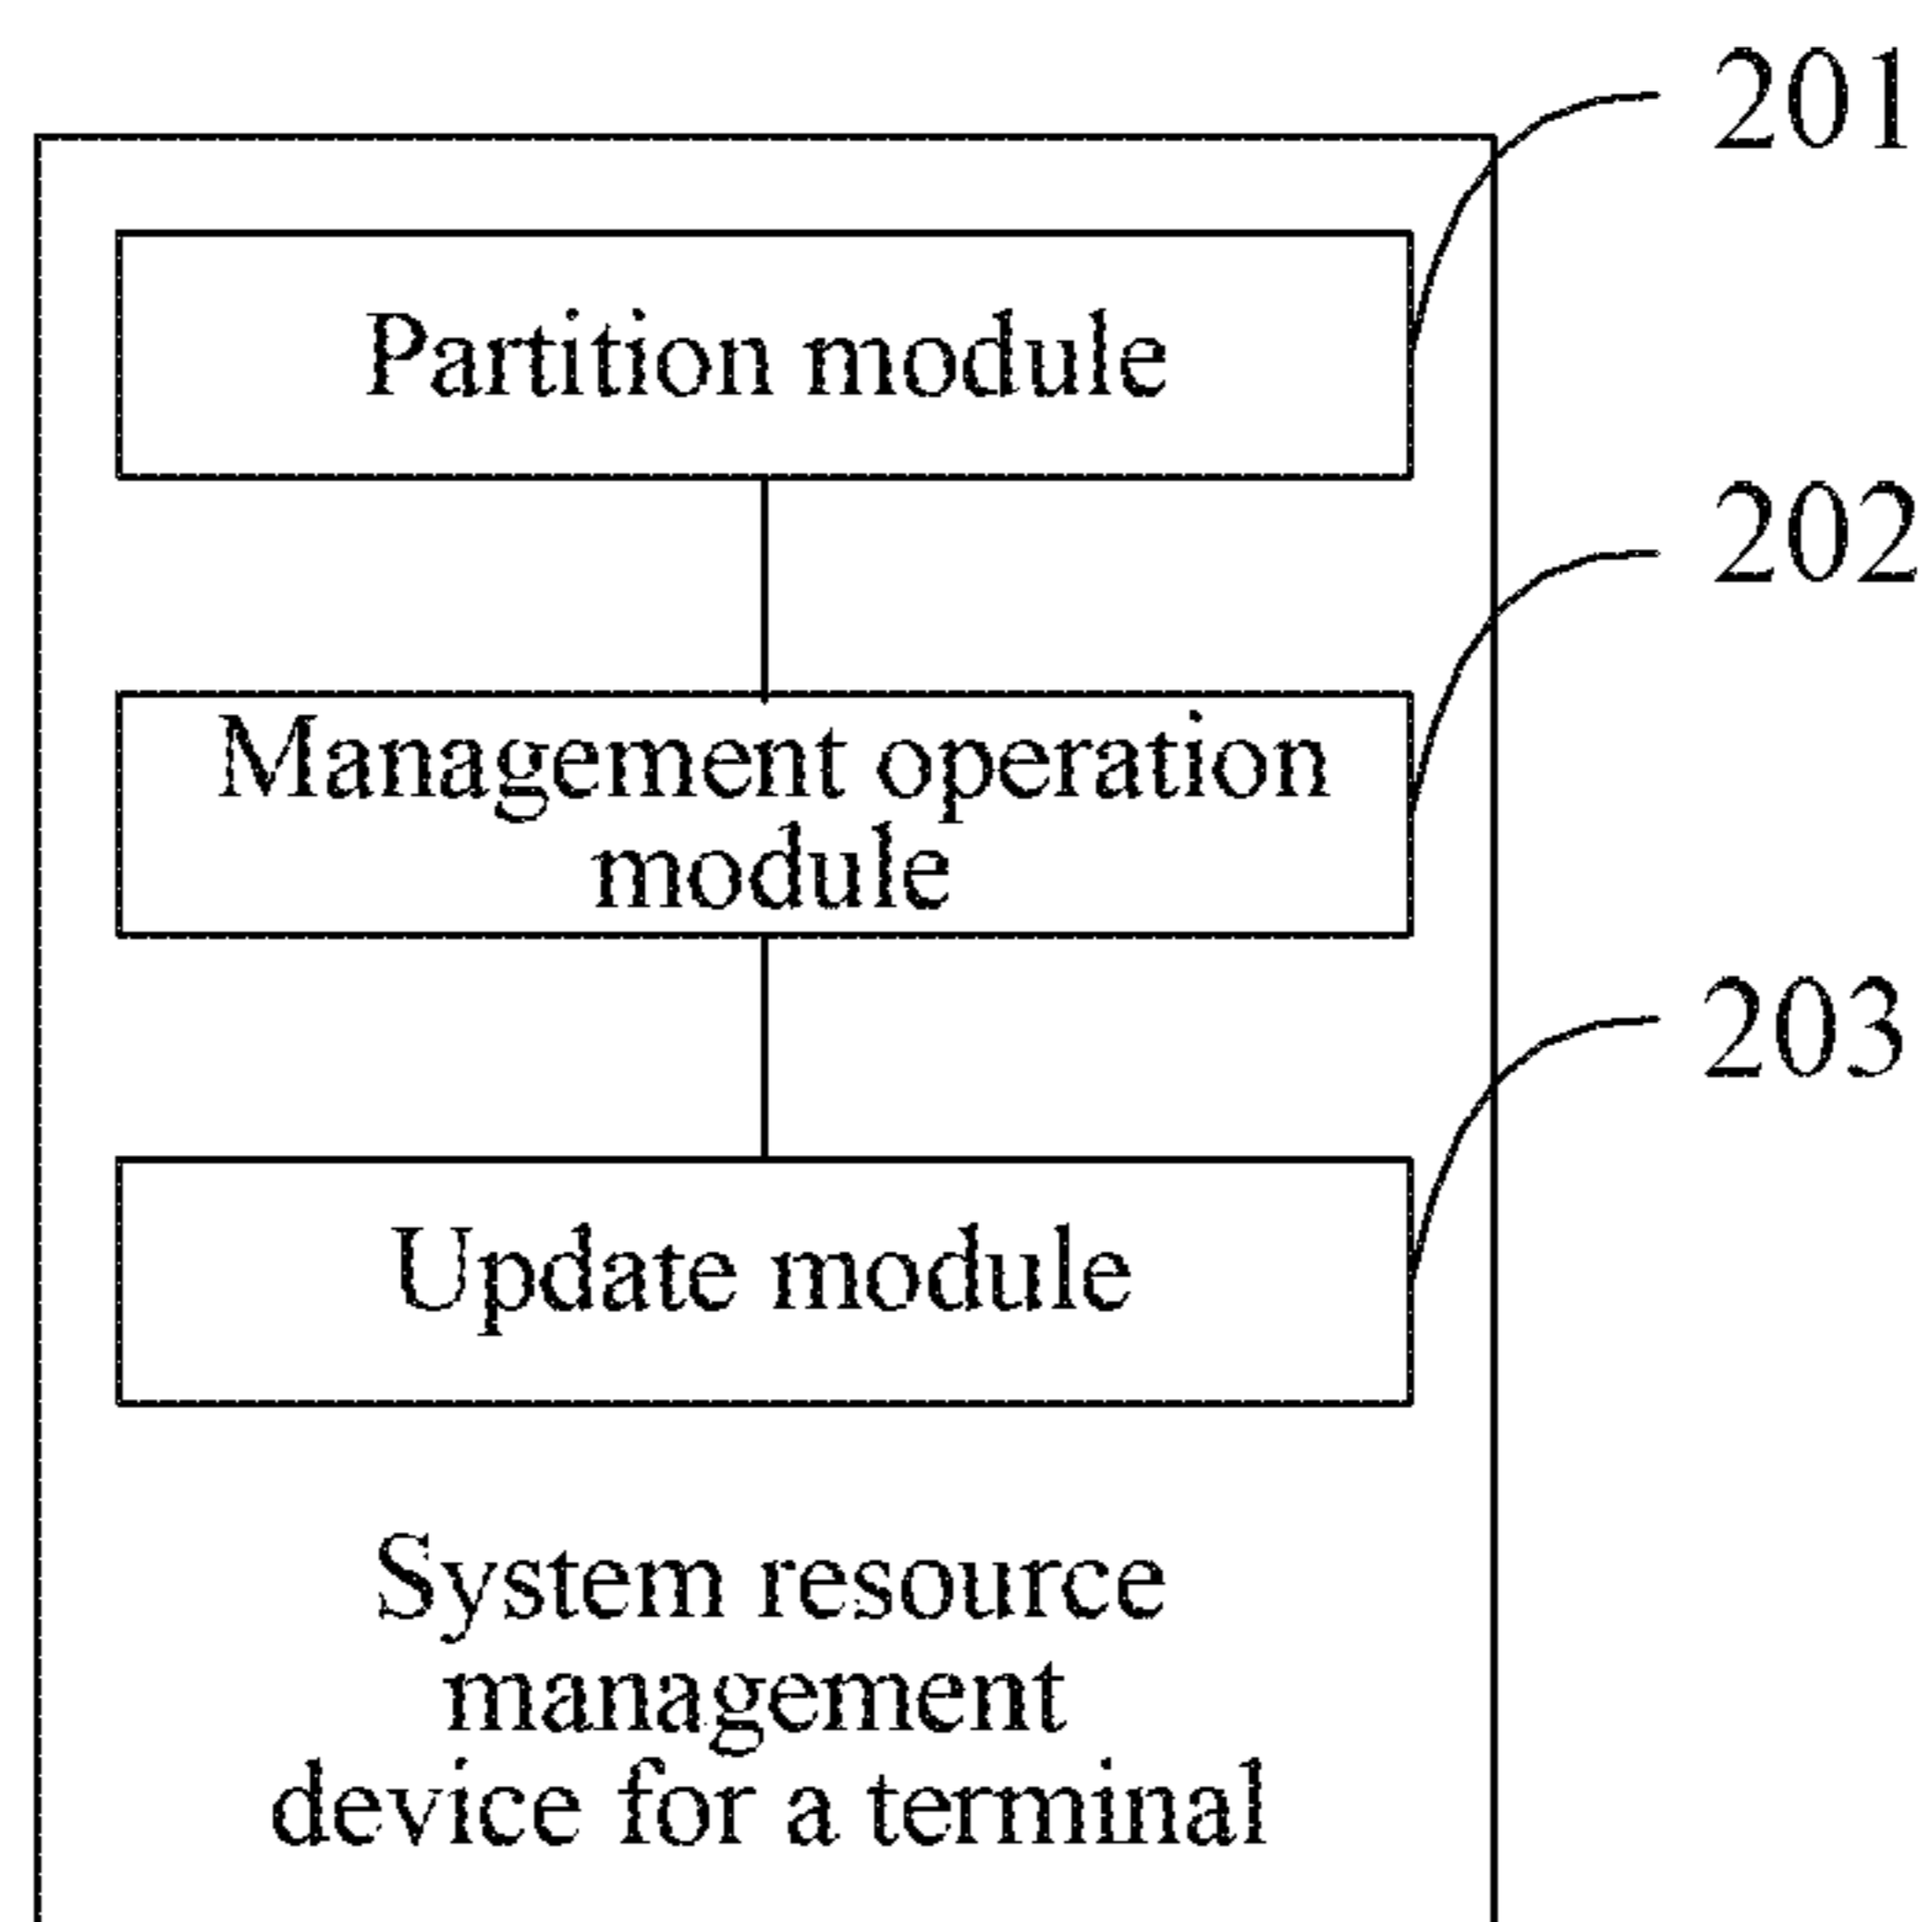 201
Partition module
202
Management operation
module
203
Update module
System resource
management
device for a terminal